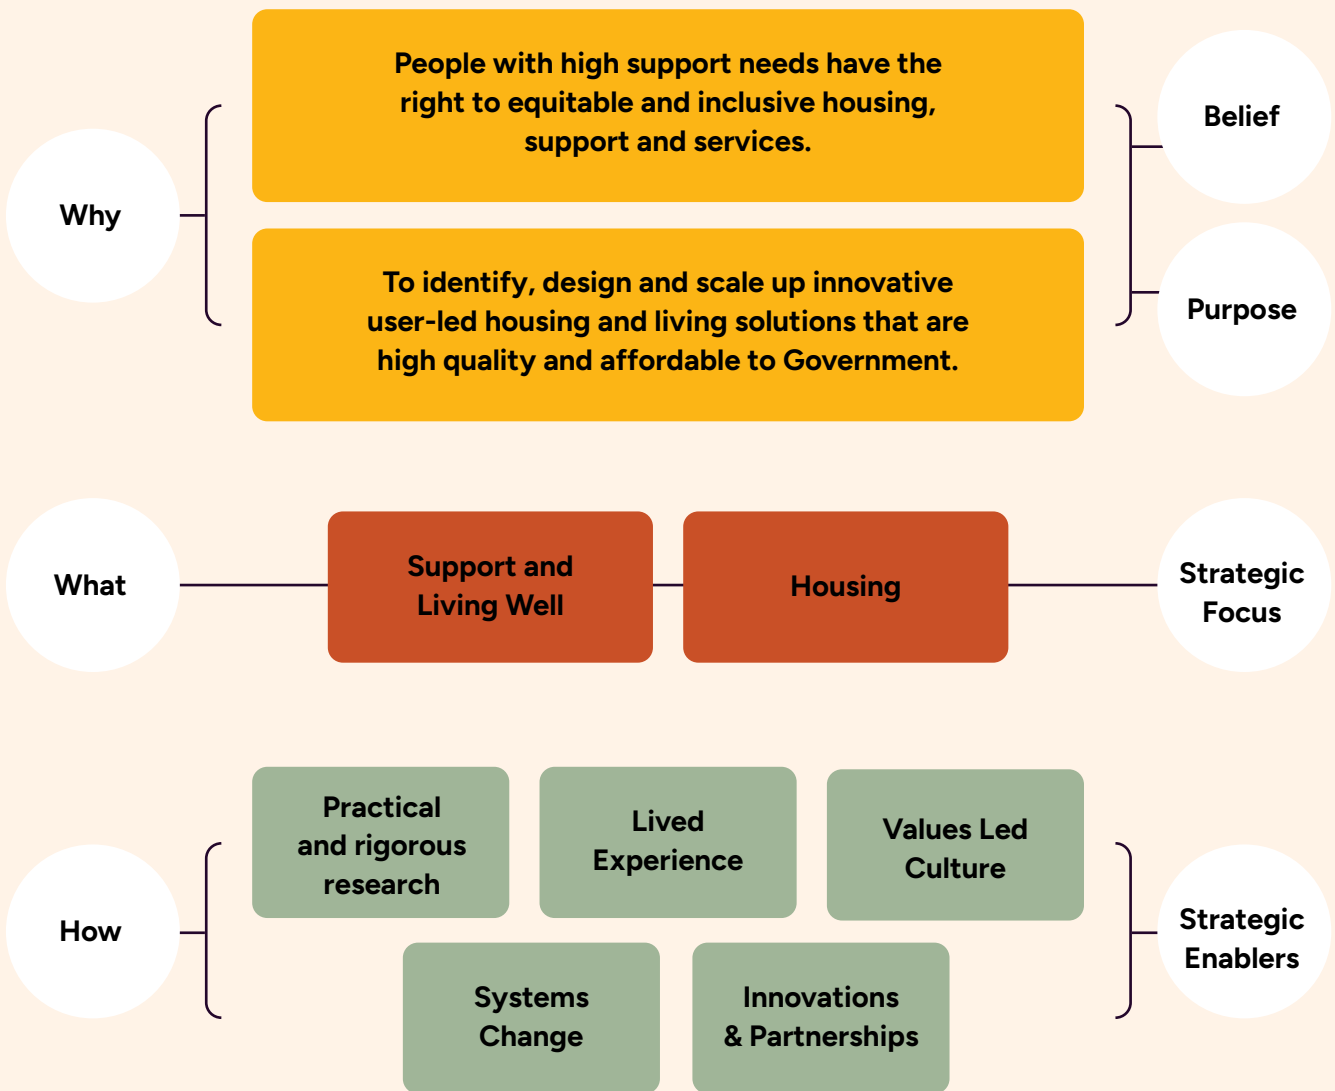 Why
People with high support needs have the
right to equitable and inclusive housing,
support and services.
Belief
To identify, design and scale up innovative
user-led housing and living solutions that are
high quality and affordable to Government.
Purpose
What
Support and
Living Well
Housing
Strategic
Focus
How
Practical
and rigorous
research
Lived
Experience
Values Led
Culture
Systems
Change
Innovations
& Partnerships
Strategic
Enablers